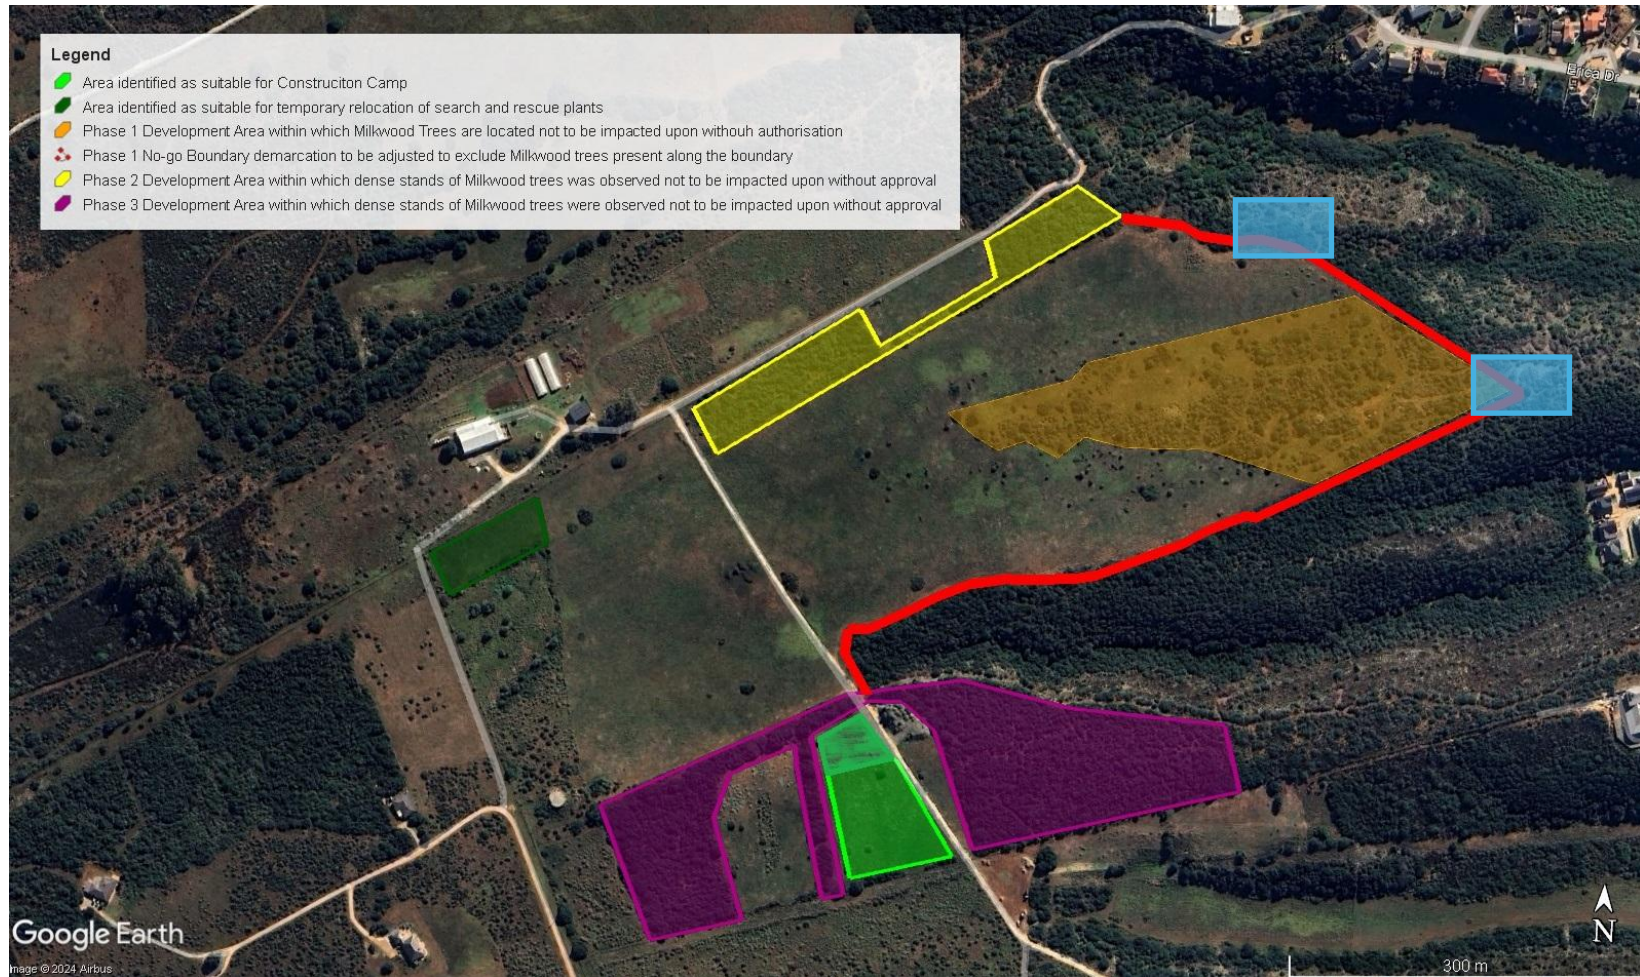 Legend
Area identified as suitable for Construciton Camp
Area identified as suitable for temporary relocation of search and rescue plants
Phase 1 Development Area within which Milkwood Trees are located not to be impacted upon withouh authorisation
Phase 1 No-go Boundary demarcation to be adjusted to exclude Milkwood trees present along the boundary
Phase 2 Development Area within which dense stands of Milkwood trees was observed not to be impacted upon without approval
Phase 3 Development Area within which dense stands of Milkwood trees were observed not to be impacted upon without approval
Erica Dr
Google Earth
N
Image © 2024 Airbus
300 m